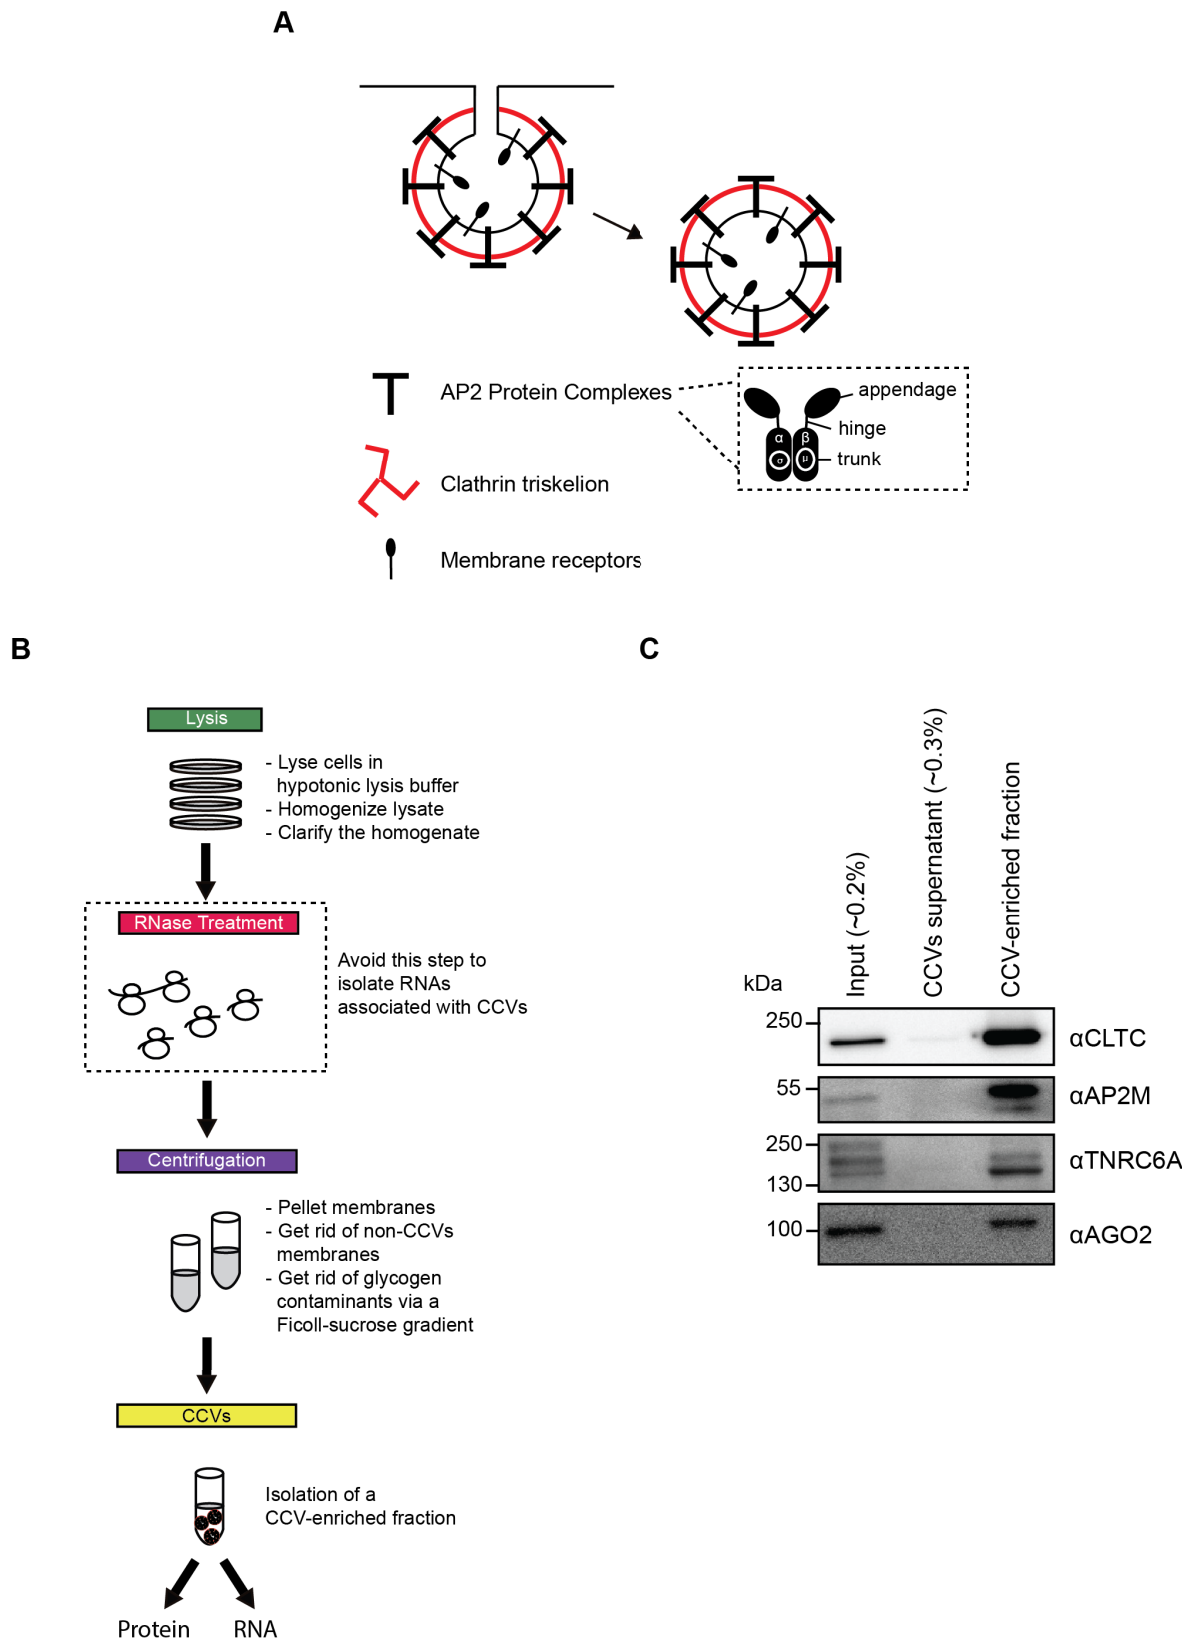 A
AP2 Protein Complexes
appendage
hinge
trunk
α
β
σ
μ
Clathrin triskelion
Membrane receptors
B
Lysis
- Lyse cells in
hypotonic lysis buffer
- Homogenize lysate
- Clarify the homogenate
RNase Treatment
Avoid this step to
isolate RNAs
associated with CCVs
Centrifugation
- Pellet membranes
- Get rid of non-CCVs
membranes
- Get rid of glycogen
contaminants via a
Ficoll-sucrose gradient
CCVs
Isolation of a
CCV-enriched fraction
Protein
RNA
C
Input (~0.2%)
CCVs supernatant (~0.3%)
CCV-enriched fraction
kDa
250
αCLTC
55
αAP2M
250
130
αTNRC6A
100
αAGO2